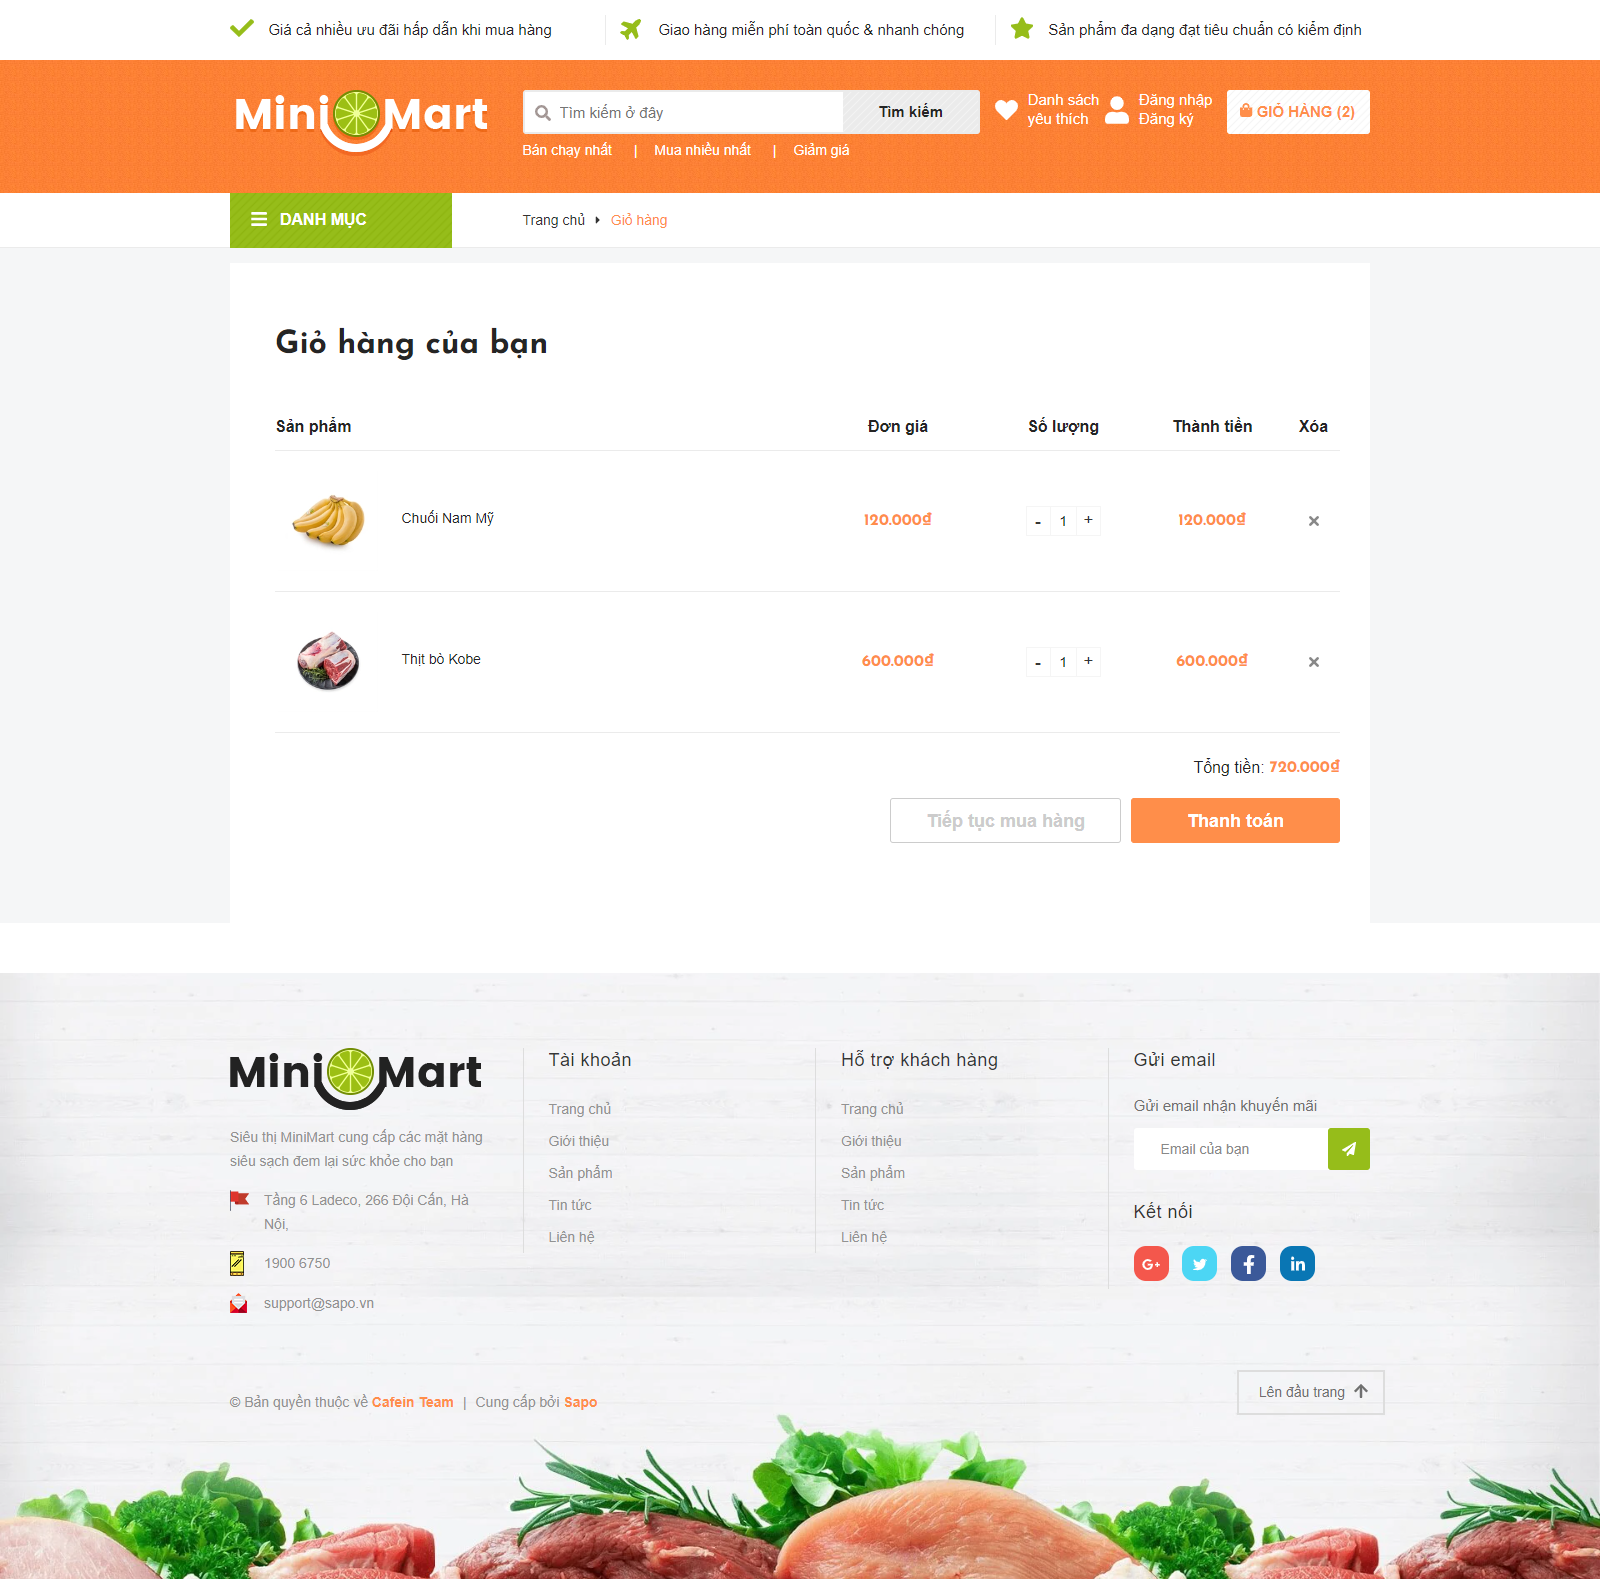 Giá cả nhiều ưu đãi hấp dẫn khi mua hàng
Giao hàng miễn phí toàn quốc & nhanh chóng
Sản phẩm đa dạng đạt tiêu chuẩn có kiểm định
Mini Mart
Tìm kiếm ở đây
Tìm kiếm
Bán chạy nhất | Mua nhiều nhất | Giảm giá
Danh sách
yêu thích
Đăng nhập
Đăng ký
GIỎ HÀNG (2)
DANH MỤC
Trang chủ
Giỏ hàng
Giỏ hàng của bạn
Sản phẩm Đơn giá Số lượng Thành tiền Xóa
Chuối Nam Mỹ 120.000₫ - 1 + 120.000₫
Thịt bò Kobe 600.000₫ - 1 + 600.000₫
Tổng tiền: 720.000₫
Tiếp tục mua hàng
Thanh toán
Mini Mart
Siêu thị MiniMart cung cấp các mặt hàng
siêu sạch đem lại sức khỏe cho bạn
Tầng 6 Ladeco, 266 Đội Cấn, Hà
Nội,
1900 6750
support@sapo.vn
Tài khoản
Trang chủ
Giới thiệu
Sản phẩm
Tin tức
Liên hệ
Hỗ trợ khách hàng
Trang chủ
Giới thiệu
Sản phẩm
Tin tức
Liên hệ
Gửi email
Gửi email nhận khuyến mãi
Email của bạn
Kết nối
G+
in
© Bản quyền thuộc về Cafein Team | Cung cấp bởi Sapo
Lên đầu trang